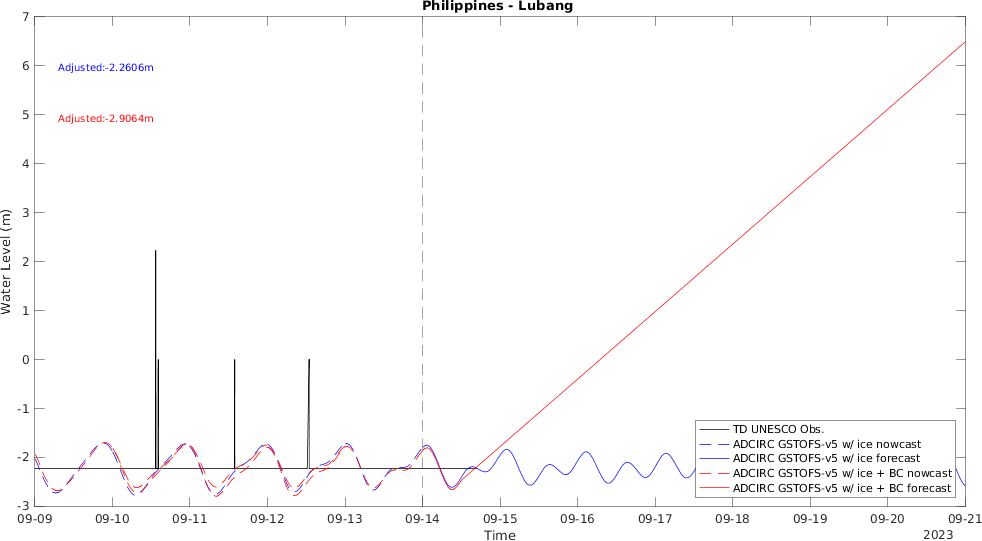 Philippines - Lubang
7
6
5
4
3
2
1
0
-1
-2
-3
Water Level (m)
Adjusted:-2.2606m
Adjusted:-2.9064m
TD UNESCO Obs.
ADCIRC GSTOFS-v5 w/ ice nowcast
ADCIRC GSTOFS-v5 w/ ice forecast
ADCIRC GSTOFS-v5 w/ ice + BC nowcast
ADCIRC GSTOFS-v5 w/ ice + BC forecast
09-09 09-10 09-11 09-12 09-13 09-14 09-15 09-16 09-17 09-18 09-19 09-20 09-21
Time
2023